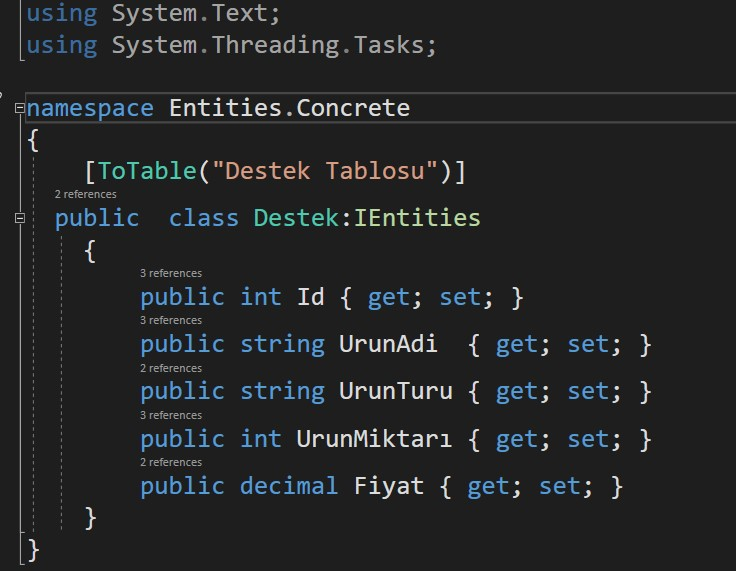 using System.Text;
using System.Threading.Tasks;
namespace Entities.Concrete
{
[ToTable("Destek Tablosu")]
2 references
public  class Destek:IEntities
{
3 references
public int Id { get; set; }
3 references
public string UrunAdi  { get; set; }
2 references
public string UrunTuru { get; set; }
3 references
public int UrunMiktarı { get; set; }
2 references
public decimal Fiyat { get; set; }
}
}